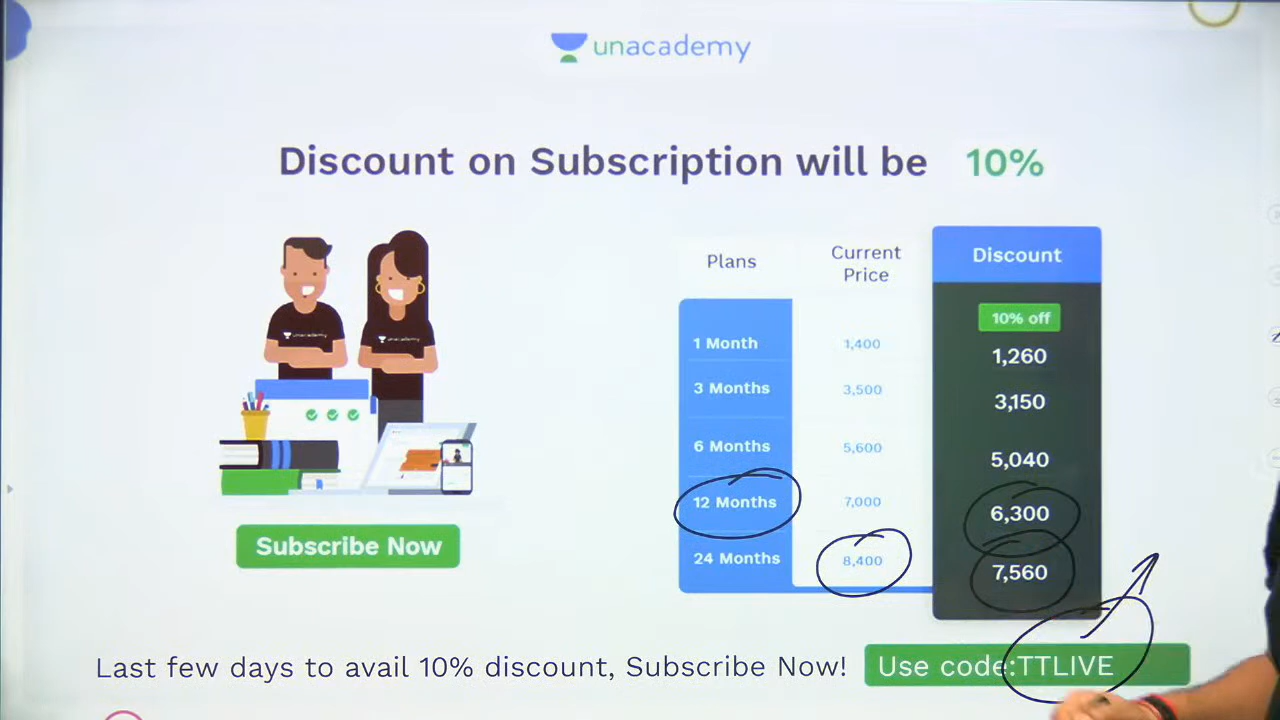 unacademy
Discount on Subscription will be 10%
Plans Current Price Discount
10% off
1 Month 1,400 1,260
3 Months 3,500 3,150
6 Months 5,600 5,040
12 Months 7,000 6,300
24 Months 8,400 7,560
unacademy unacademy
Subscribe Now
Last few days to avail 10% discount, Subscribe Now! Use code:TTLIVE